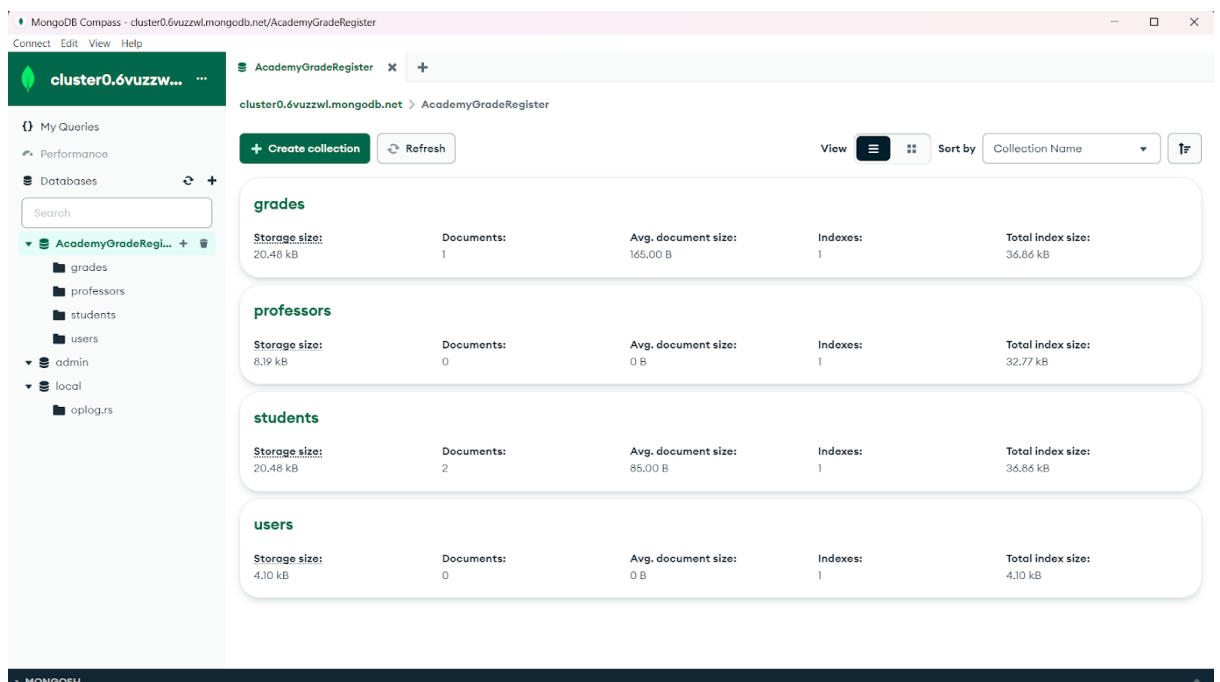 MongoDB Compass - cluster0.6vuzzwl.mongodb.net/AcademyGradeRegister
Connect Edit View Help
cluster0.6vuzzw... ...
{} My Queries
Performance
Databases
Search
AcademyGradeRegi...
grades
professors
students
users
admin
local
oplog.rs
AcademyGradeRegister
cluster0.6vuzzwl.mongodb.net > AcademyGradeRegister
+ Create collection Refresh View Sort by Collection Name
grades
Storage size: Documents: Avg. document size: Indexes: Total index size:
20.48 kB 1 165.00 B 1 36.86 kB
professors
Storage size: Documents: Avg. document size: Indexes: Total index size:
8.19 kB 0 0 B 1 32.77 kB
students
Storage size: Documents: Avg. document size: Indexes: Total index size:
20.48 kB 2 85.00 B 1 36.86 kB
users
Storage size: Documents: Avg. document size: Indexes: Total index size:
4.10 kB 0 0 B 1 4.10 kB
>_MONGOSH